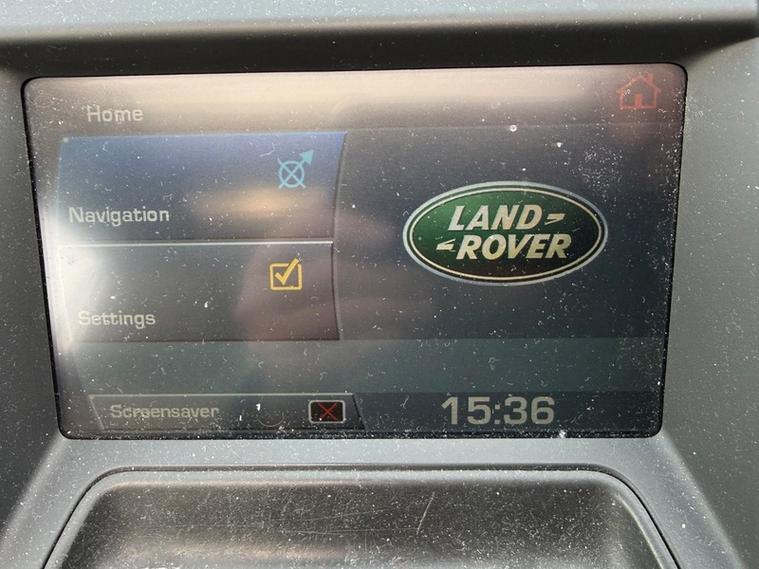 Home
Navigation
LAND-
-ROVER
Settings
Screensaver
15:36